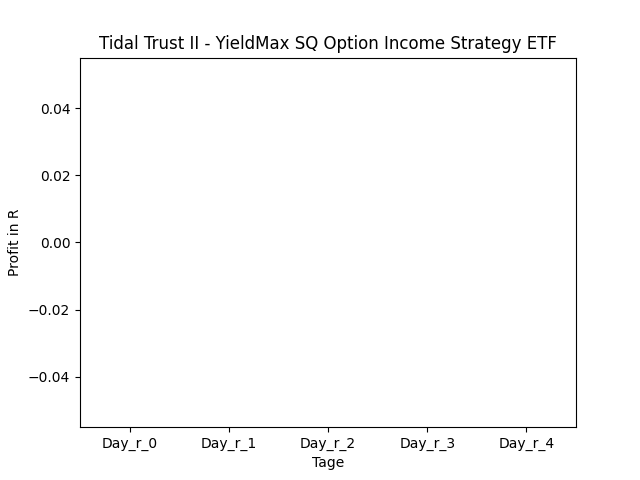 Tidal Trust II - YieldMax SQ Option Income Strategy ETF
0.04
0.02
0.00
−0.02
−0.04
Profit in R
Day_r_0 Day_r_1 Day_r_2 Day_r_3 Day_r_4
Tage